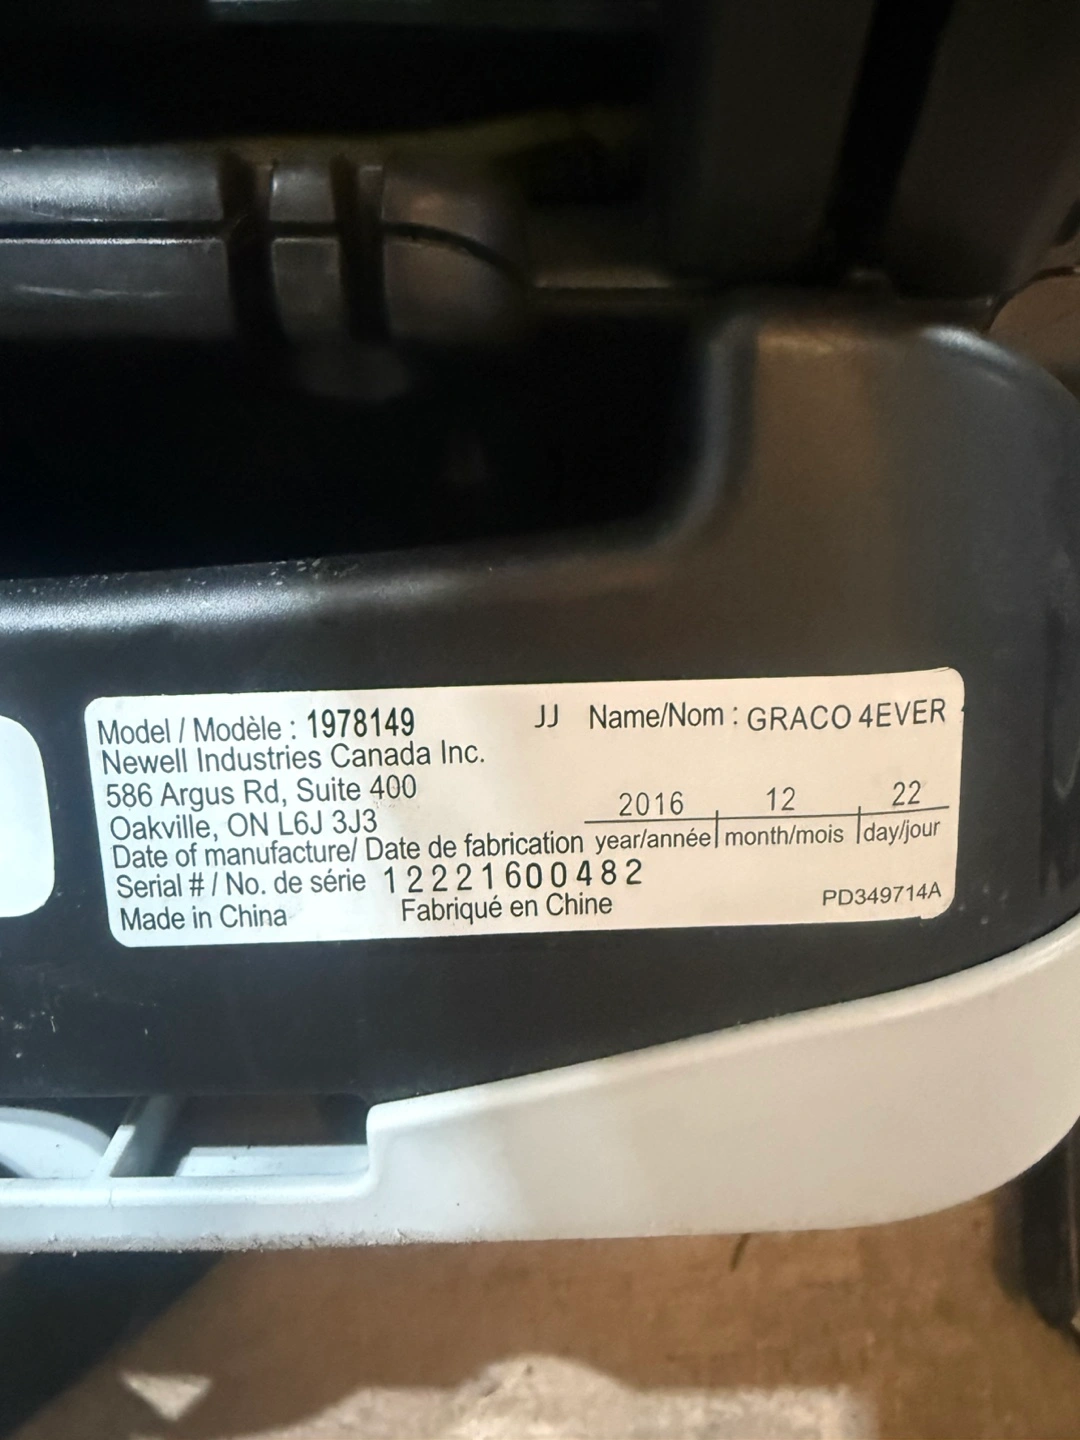 Model / Modèle : 1978149 JJ Name/Nom : GRACO 4EVER
Newell Industries Canada Inc.
586 Argus Rd, Suite 400
Oakville, ON L6J 3J3 2016 12 22
Date of manufacture/ Date de fabrication year/année month/mois day/jour
Serial # / No. de série 12221600482
Made in China Fabriqué en Chine PD349714A